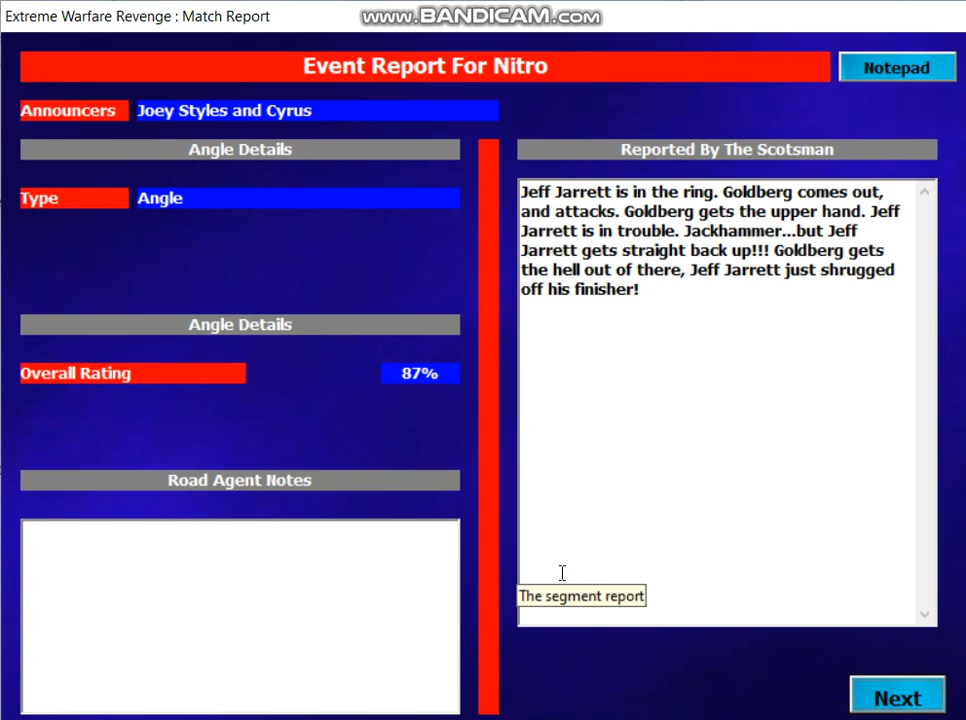 Extreme Warfare Revenge : Match Report
www.BANDICAM.com
Event Report For Nitro
Notepad
Announcers
Joey Styles and Cyrus
Angle Details
Type
Angle
Angle Details
Overall Rating
87%
Road Agent Notes
Reported By The Scotsman
Jeff Jarrett is in the ring. Goldberg comes out,
and attacks. Goldberg gets the upper hand. Jeff
Jarrett is in trouble. Jackhammer...but Jeff
Jarrett gets straight back up!!! Goldberg gets
the hell out of there, Jeff Jarrett just shrugged
off his finisher!
The segment report
Next